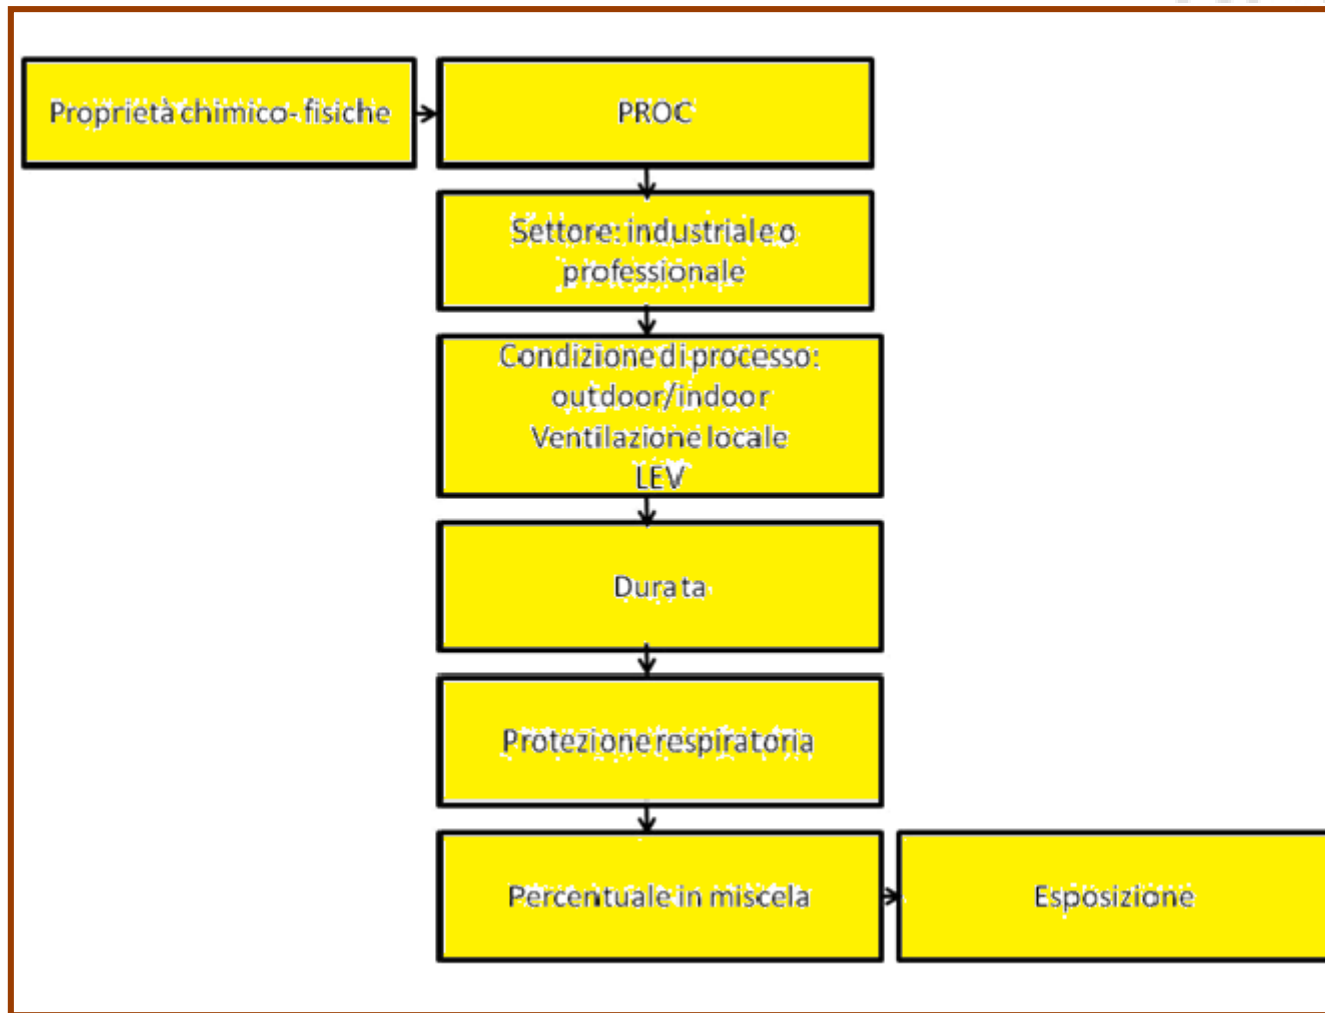 Proprietà chimico-fisiche
PROC
Settore: industriale o
professionale
Condizione di processo:
outdoor/indoor
Ventilazione locale
LEV
Durata
Protezione respiratoria
Percentuale in miscela
Esposizione